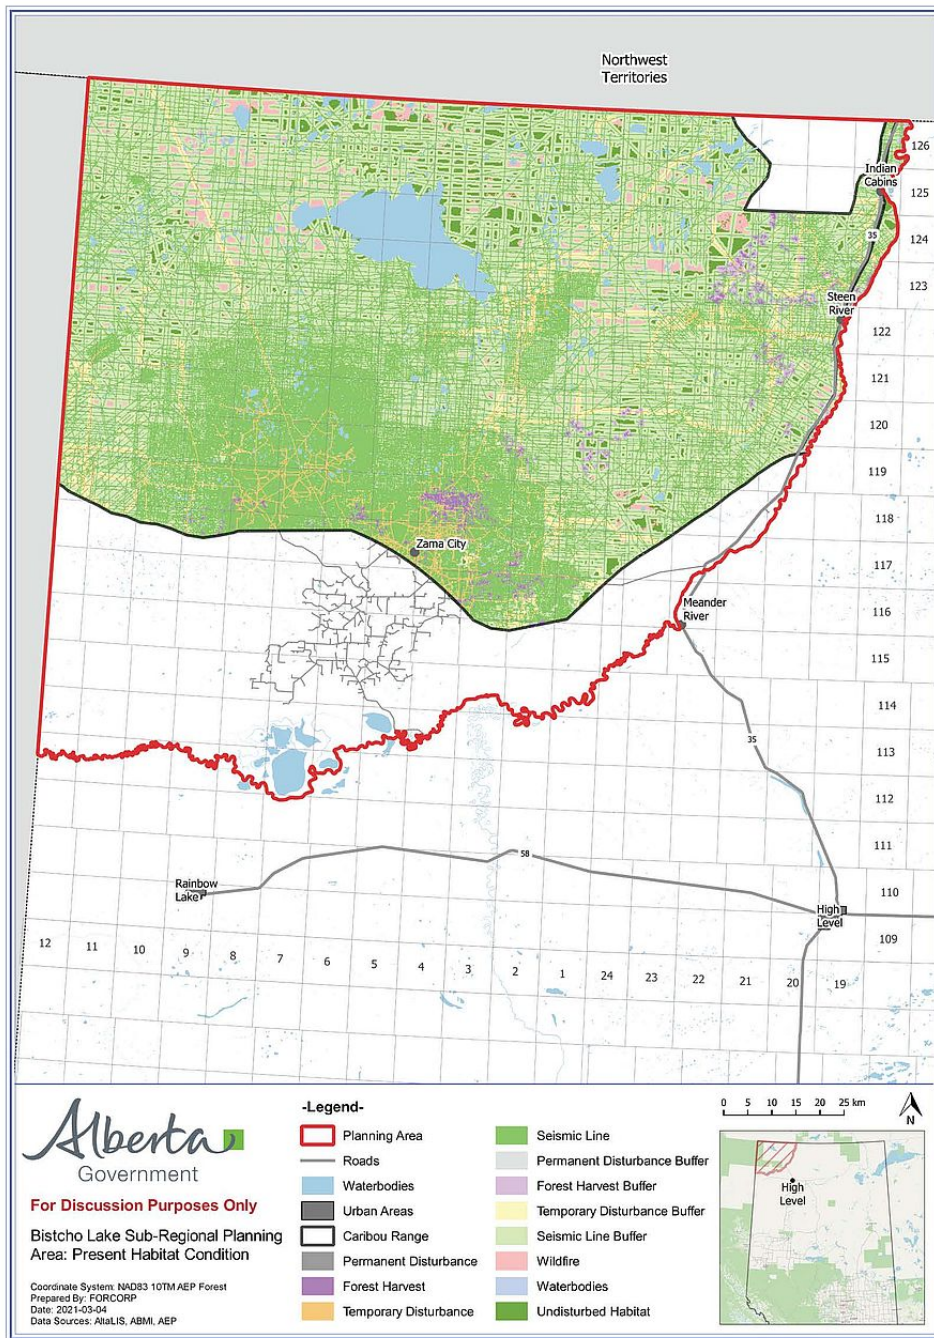 Northwest
Territories
126
Indian
Cabins
125
35
124
123
Steen
River
122
121
120
119
118
Zama City
117
Meander
River
116
115
114
35
113
112
111
58
Rainbow
Lake
110
High
Level
109
12 11 10 9 8 7 6 5 4 3 2 1 24 23 22 21 20 19
Alberta
Government
For Discussion Purposes Only
Bistcho Lake Sub-Regional Planning
Area: Present Habitat Condition
Coordinate System: NAD83 10TM AEP Forest
Prepared By: FORCORP
Date: 2021-03-04
Data Sources: AltaLIS, ABMI, AEP
-Legend-
Planning Area
Roads
Waterbodies
Urban Areas
Caribou Range
Permanent Disturbance
Forest Harvest
Temporary Disturbance
Seismic Line
Permanent Disturbance Buffer
Forest Harvest Buffer
Temporary Disturbance Buffer
Seismic Line Buffer
Wildfire
Waterbodies
Undisturbed Habitat
0 5 10 15 20 25 km
N
High
Level